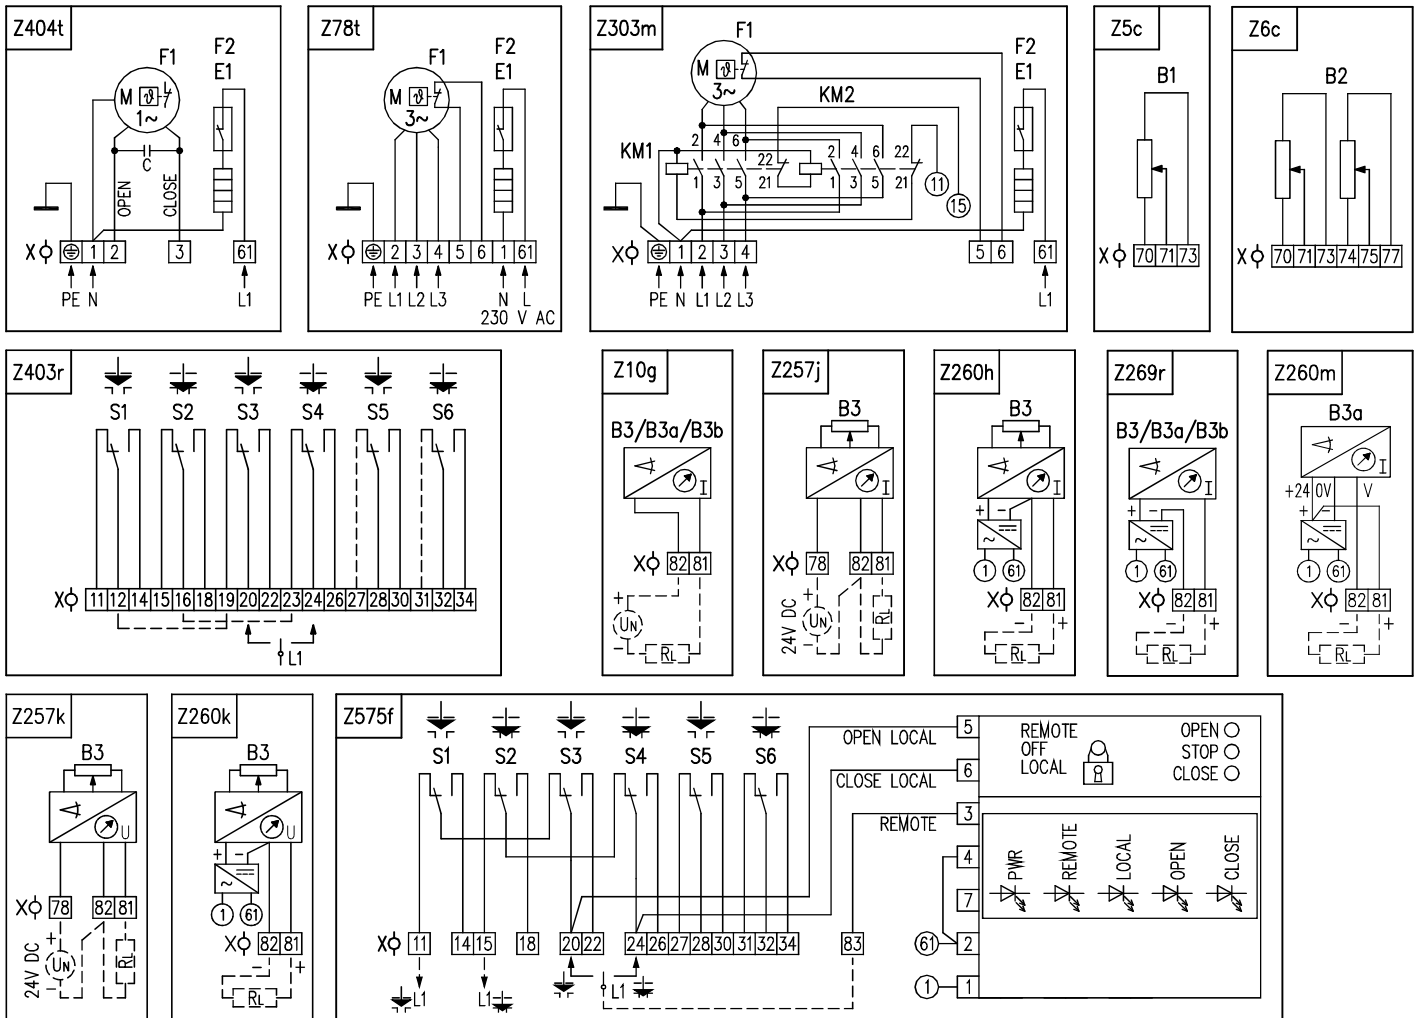 Z404t
F1
F2
E1
M
ϑ
1~
C
OPEN
CLOSE
X 1 2 3 61
PE N L1
Z78t
F1
F2
E1
M
ϑ
3~
X 2 3 4 5 6 1 61
PE L1 L2 L3 N L
230 V AC
Z303m
F1
F2
E1
M
ϑ
3~
KM2
KM1
2 4 6 22 2 4 6 22
1 3 5 21 1 3 5 21
11
15
X 1 2 3 4 5 6 61
PE N L1 L2 L3 L1
Z5c
B1
X 70 71 73
Z6c
B2
X 70 71 73 74 75 77
Z403r
S1 S2 S3 S4 S5 S6
X 11 12 14 15 16 18 19 20 22 23 24 26 27 28 30 31 32 34
L1
Z10g
B3/B3a/B3b
I
X 82 81
+
UN
-
RL
Z257j
B3
I
X 78 82 81
+
24V DC
UN
-
RL
Z260h
B3
I
+ -
~
1 61
X 82 81
- +
RL
Z269r
B3/B3a/B3b
I
+ -
~
1 61
X 82 81
- +
RL
Z260m
B3a
I
+24 0V V
+ -
~
1 61
X 82 81
- +
RL
Z257k
B3
U
X 78 82 81
+
24V DC
UN
-
RL
Z260k
B3
U
+ -
~
1 61
X 82 81
- +
RL
Z575f
S1 S2 S3 S4 S5 S6
X 11 14 15 18 20 22 24 26 27 28 30 31 32 34 83
L1 L1 L1
OPEN LOCAL
CLOSE LOCAL
REMOTE
5
6
3
4
7
61 2
1 1
REMOTE
OFF
LOCAL
OPEN
STOP
CLOSE
PWR
REMOTE
LOCAL
OPEN
CLOSE